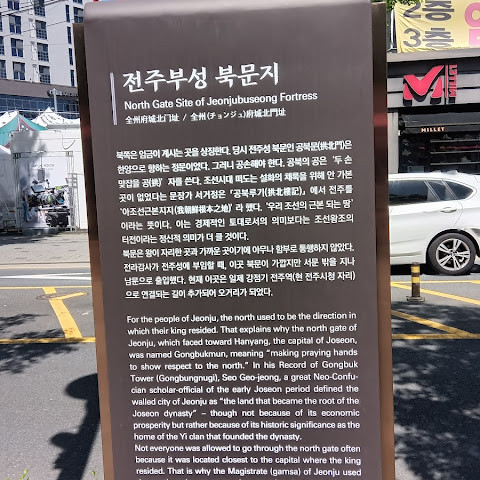 전주부성 북문지
North Gate Site of Jeonjubuseong Fortress
全州府城北门址 / 全州(チョンジュ)府城北門址
북쪽은 임금이 계시는 곳을 상징한다. 당시 전주성 북문인 공북문(拱北門)은
한양으로 향하는 정문이었다. 그러니 공손해야 한다. 공북의 공은 '두 손
맞잡을 공(拱)' 자를 쓴다. 조선시대 떠도는 설화의 채록을 위해 안 가본
곳이 없었다는 문장가 서거정은 「공북루기(拱北樓記)」에서 전주를
'아조선근본지지(我朝鮮根本之地)'라 했다. '우리 조선의 근본 되는 땅'
이라는 뜻이다. 이는 경제적인 토대로서의 의미보다는 조선왕조의
터전이라는 정신적 의미가 더 클 것이다.
북문은 왕이 자리한 곳과 가까운 곳이기에 아무나 함부로 통행하지 않았다.
전라감사가 전주성에 부임할 때, 이곳 북문이 가깝지만 서문 밖을 지나
남문으로 출입했다. 현재 이곳은 일제 강점기 전주역(현 전주시청 자리)
으로 연결되는 길이 추가되어 오거리가 되었다.
For the people of Jeonju, the north used to be the direction in
which their king resided. That explains why the north gate of
Jeonju, which faced toward Hanyang, the capital of Joseon,
was named Gongbukmun, meaning "making praying hands
to show respect to the north." In his Record of Gongbuk
Tower (Gongbungnugi), Seo Geo-jeong, a great Neo-Confu-
cian scholar-official of the early Joseon period defined the
walled city of Jeonju as "the land that became the root of the
Joseon dynasty" – though not because of its economic
prosperity but rather because of its historic significance as the
home of the Yi clan that founded the dynasty.
Not everyone was allowed to go through the north gate often
because it was located closest to the capital where the king
resided. That is why the Magistrate (gamsa) of Jeonju used
2층
3층
M
MILLET